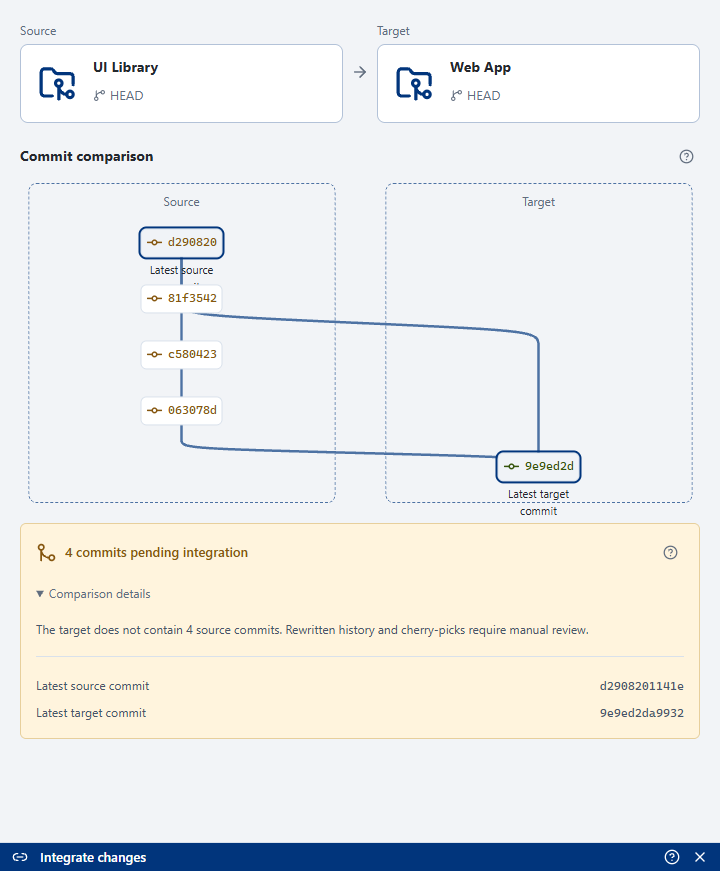 Source
Target
UI Library
HEAD
Web App
HEAD
Commit comparison
Source
Target
d290820
Latest source
81f3542
c580423
063078d
9e9ed2d
Latest target
commit
4 commits pending integration
▼ Comparison details
The target does not contain 4 source commits. Rewritten history and cherry-picks require manual review.
Latest source commit
d2908201141e
Latest target commit
9e9ed2da9932
Integrate changes